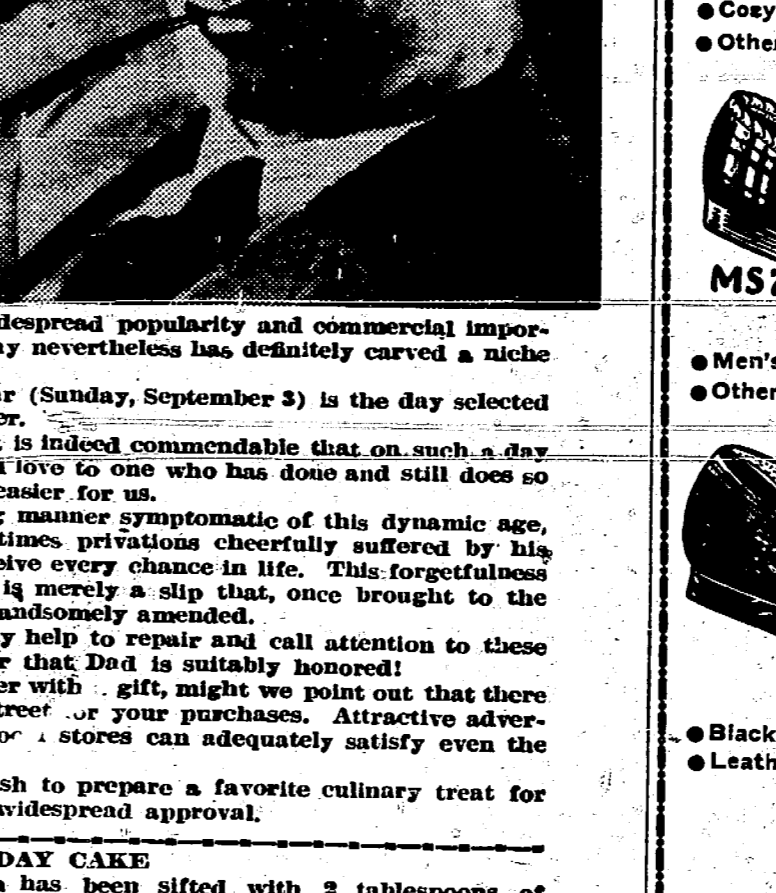 despread popularity and commercial impor-
ay nevertheless has definitely carved a niche
r (Sunday, September 3) is the day selected
er.
is indeed commendable that on such a day
love to one who has done and still does so
easier for us.
manner symptomatic of this dynamic age,
times privations cheerfully suffered by his
eive every chance in life. This forgetfulness
is merely a slip that, once brought to the
andsomely amended.
y help to repair and call attention to these
r that Dad is suitably honored!
er with gift, might we point out that there
treet or your purchases. Attractive adver-
stores can adequately satisfy even the
sh to prepare a favorite culinary treat for
widespread approval.
DAY CAKE
has been sifted with 2 tablespoons of
● Cosy
● Other
MS
● Men's
● Other
● Black
● Leath